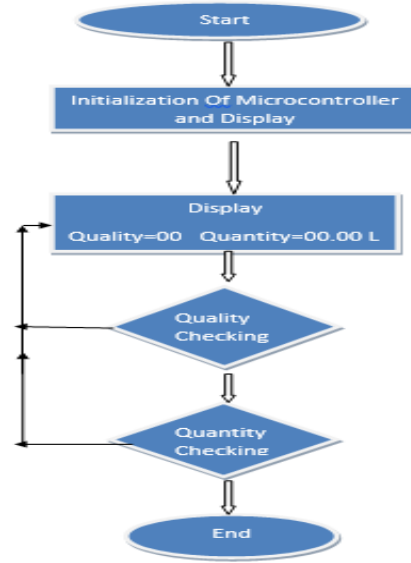 Start
Initialization Of Microcontroller
and Display
Display
Quality=00 Quantity=00.00 L
Quality
Checking
Quantity
Checking
End